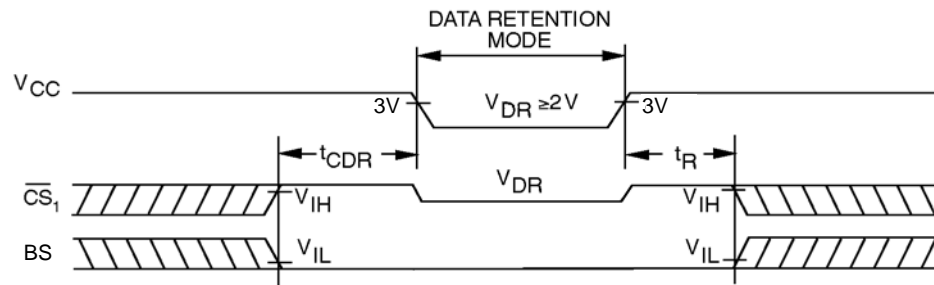 DATA RETENTION
MODE
VCC
3V
VDR ≥2V
3V
tCDR
tR
CS1
VIH
VDR
VIH
BS
VIL
VIL